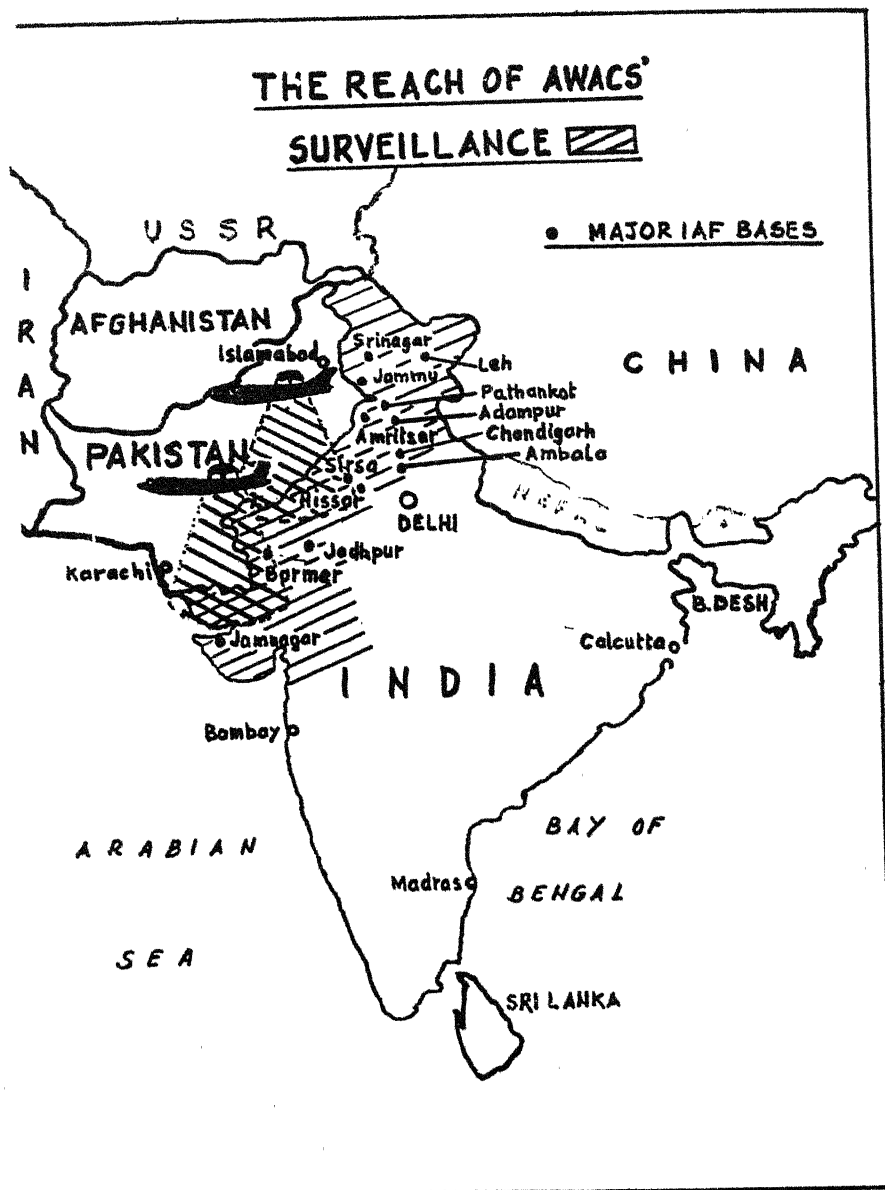 THE REACH OF AWACS'
SURVEILLANCE
USSR
MAJOR IAF BASES
IRAN
AFGHANISTAN
Islamabad
Srinagar
Leh
CHINA
Jammu
Pathankot
Adampur
Amritsar
Chandigarh
Ambala
PAKISTAN
Sirsa
Hissar
DELHI
NEPAL
Jodhpur
Karachi
Barmer
B.DESH
Jamnagar
Calcutta
INDIA
Bombay
ARABIAN
SEA
BAY OF
BENGAL
Madras
SRI LANKA